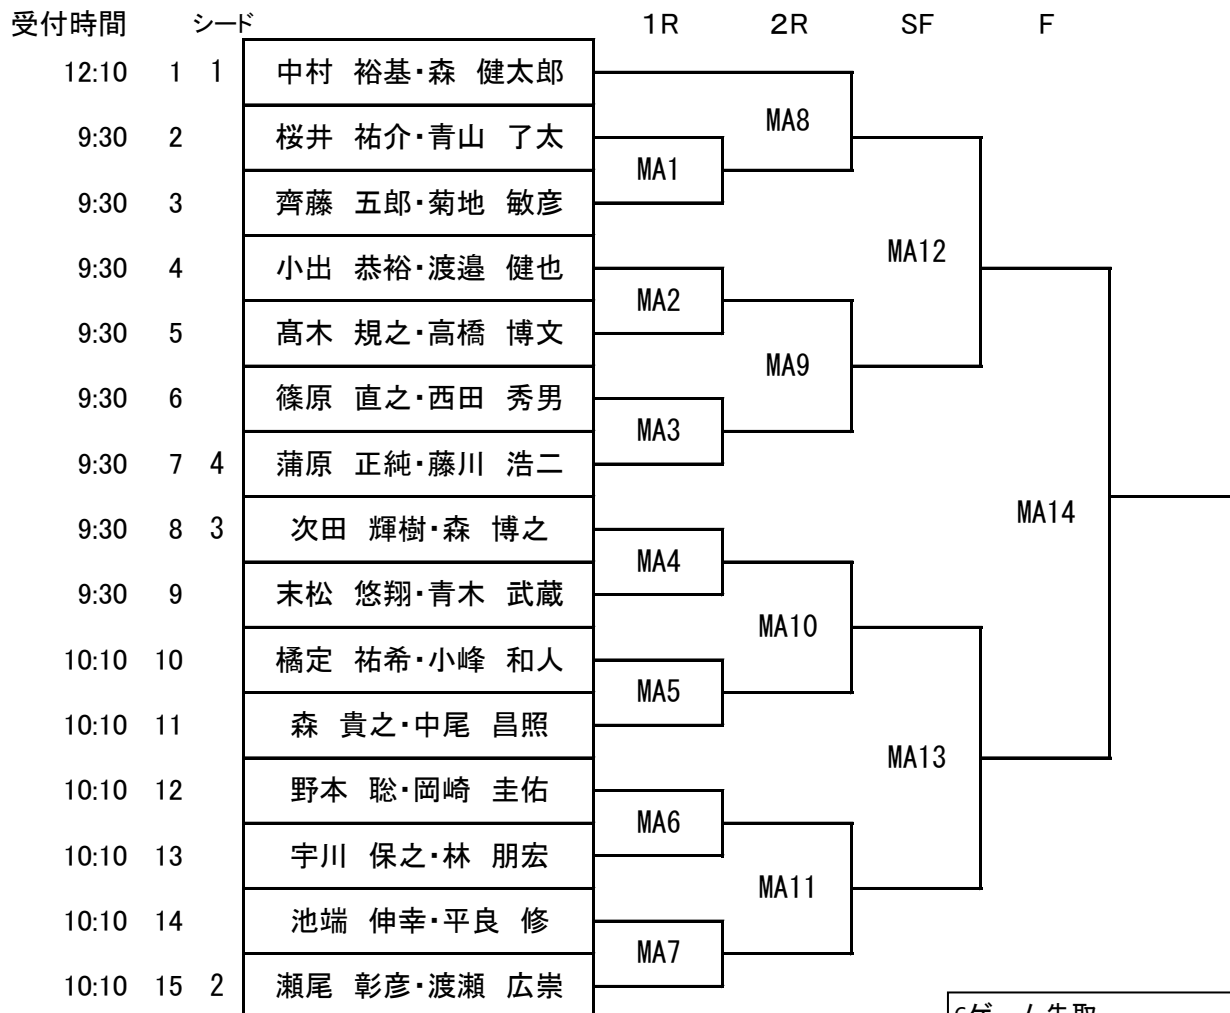 受付時間 シード 1R 2R SF F
12:10 1 1 中村 裕基・森 健太郎
MA8
9:30 2 桜井 祐介・青山 了太
MA1
9:30 3 齊藤 五郎・菊地 敏彦
MA12
9:30 4 小出 恭裕・渡邉 健也
MA2
9:30 5 髙木 規之・高橋 博文
MA9
9:30 6 篠原 直之・西田 秀男
MA3
9:30 7 4 蒲原 正純・藤川 浩二
MA14
9:30 8 3 次田 輝樹・森 博之
MA4
9:30 9 末松 悠翔・青木 武蔵
MA10
10:10 10 橘定 祐希・小峰 和人
MA5
10:10 11 森 貴之・中尾 昌照
MA13
10:10 12 野本 聡・岡崎 圭佑
MA6
10:10 13 宇川 保之・林 朋宏
MA11
10:10 14 池端 伸幸・平良 修
MA7
10:10 15 2 瀬尾 彰彦・渡瀬 広崇
6ゲーム先取